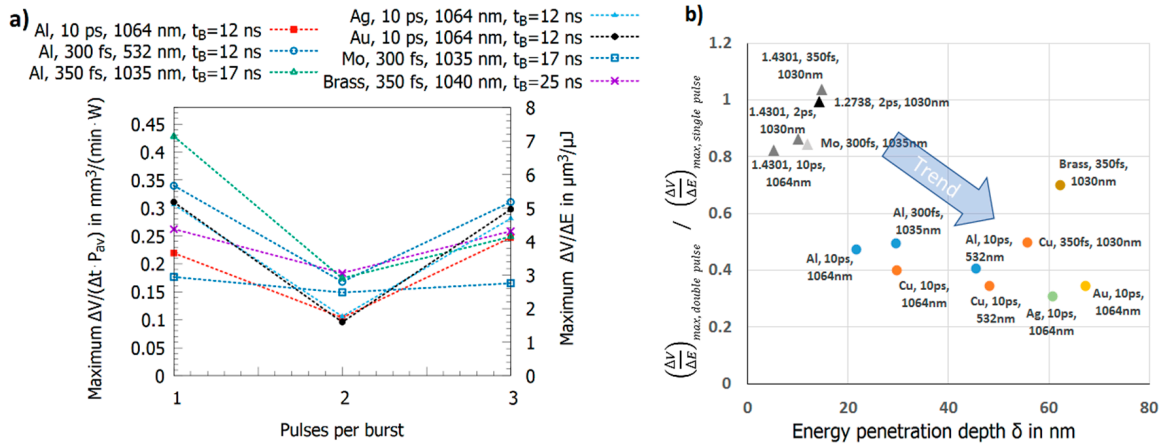 a)
Al, 10 ps, 1064 nm, tB=12 ns
Al, 300 fs, 532 nm, tB=12 ns
Al, 350 fs, 1035 nm, tB=17 ns
Ag, 10 ps, 1064 nm, tB=12 ns
Au, 10 ps, 1064 nm, tB=12 ns
Mo, 300 fs 1035 nm, tB=17 ns
Brass, 350 fs, 1040 nm, tB=25 ns
Maximum ΔV/(Δt· Pav) in mm³/(min· W)
0.45
0.4
0.35
0.3
0.25
0.2
0.15
0.1
0.05
0
8
7
6
5
4
3
2
1
0
Maximum ΔV/ΔE in µm³/µJ
1 2 3
Pulses per burst
b)
(ΔV/ΔE)max, double pulse / (ΔV/ΔE)max, single pulse
1.2
1
0.8
0.6
0.4
0.2
0
1.4301, 350fs,
1030nm
1.2738, 2ps, 1030nm
1.4301, 2ps,
1030nm
Mo, 300fs, 1035nm
1.4301, 10ps,
1064nm
Trend
Brass, 350fs,
1030nm
Al, 300fs,
1035nm
Al, 10ps,
532nm
Cu, 350fs, 1030nm
Al, 10ps,
1064nm
Cu, 10ps,
1064nm
Cu, 10ps,
532nm
Ag, 10ps,
1064nm
Au, 10ps,
1064nm
0 20 40 60 80
Energy penetration depth δ in nm